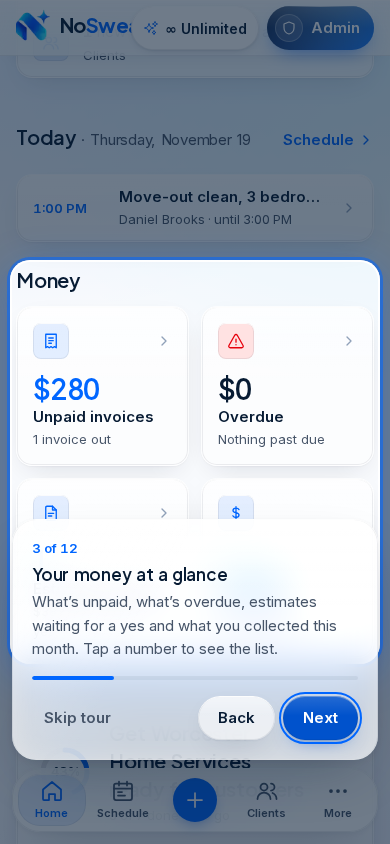 NoSwea
∞ Unlimited
Admin
Clients
Today · Thursday, November 19
Schedule
1:00 PM
Move-out clean, 3 bedro…
Daniel Brooks · until 3:00 PM
Money
$280
Unpaid invoices
1 invoice out
$0
Overdue
Nothing past due
$
3 of 12
Your money at a glance
What’s unpaid, what’s overdue, estimates
waiting for a yes and what you collected this
month. Tap a number to see the list.
Skip tour
Back
Next
Home Services
Home
Schedule
Clients
More